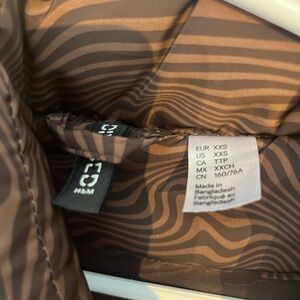 EUR XXS
US XXS
CA TTP
MX XXCH
CN 160/76A
Made in
Bangladesh
Fabriqué au
Bangladesh
H&M